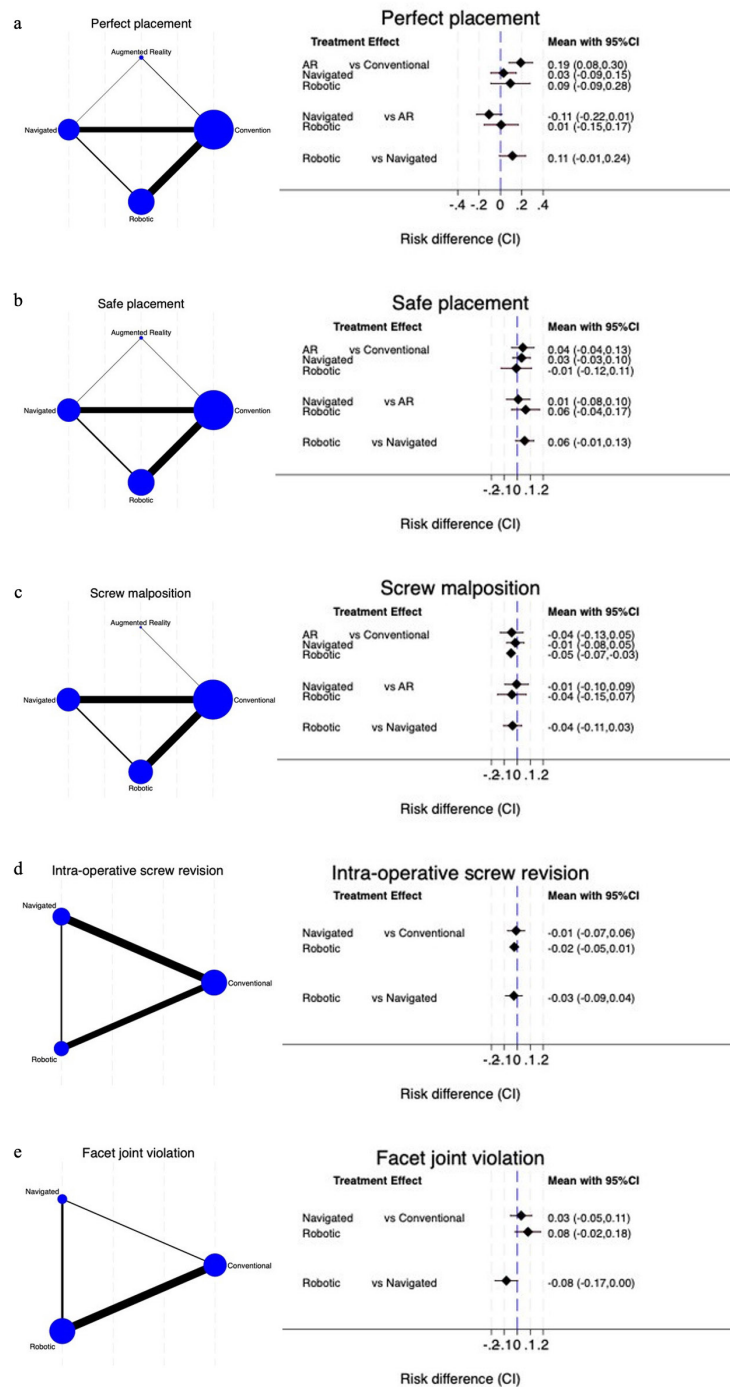 a
Perfect placement
Augmented Reality
Navigated
Convention
Robotic
Perfect placement
Treatment Effect Mean with 95%CI
AR vs Conventional 0.19 (0.08,0.30)
Navigated 0.03 (-0.09,0.15)
Robotic 0.09 (-0.09,0.28)
Navigated vs AR -0.11 (-0.22,0.01)
Robotic 0.01 (-0.15,0.17)
Robotic vs Navigated 0.11 (-0.01,0.24)
-.4 -.2 0 .2 .4
Risk difference (CI)
b
Safe placement
Augmented Reality
Navigated
Convention
Robotic
Safe placement
Treatment Effect Mean with 95%CI
AR vs Conventional 0.04 (-0.04,0.13)
Navigated 0.03 (-0.03,0.10)
Robotic -0.01 (-0.12,0.11)
Navigated vs AR 0.01 (-0.08,0.10)
Robotic 0.06 (-0.04,0.17)
Robotic vs Navigated 0.06 (-0.01,0.13)
-.2-.1 0 .1 .2
Risk difference (CI)
c
Screw malposition
Augmented Reality
Navigated
Conventional
Robotic
Screw malposition
Treatment Effect Mean with 95%CI
AR vs Conventional -0.04 (-0.13,0.05)
Navigated -0.01 (-0.08,0.05)
Robotic -0.05 (-0.07,-0.03)
Navigated vs AR -0.01 (-0.10,0.09)
Robotic -0.04 (-0.15,0.07)
Robotic vs Navigated -0.04 (-0.11,0.03)
-.2-.1 0 .1 .2
Risk difference (CI)
d
Intra-operative screw revision
Navigated
Conventional
Robotic
Intra-operative screw revision
Treatment Effect Mean with 95%CI
Navigated vs Conventional -0.01 (-0.07,0.06)
Robotic -0.02 (-0.05,0.01)
Robotic vs Navigated -0.03 (-0.09,0.04)
-.2-.1 0 .1 .2
Risk difference (CI)
e
Facet joint violation
Navigated
Conventional
Robotic
Facet joint violation
Treatment Effect Mean with 95%CI
Navigated vs Conventional 0.03 (-0.05,0.11)
Robotic 0.08 (-0.02,0.18)
Robotic vs Navigated -0.08 (-0.17,0.00)
-.2-.1 0 .1 .2
Risk difference (CI)